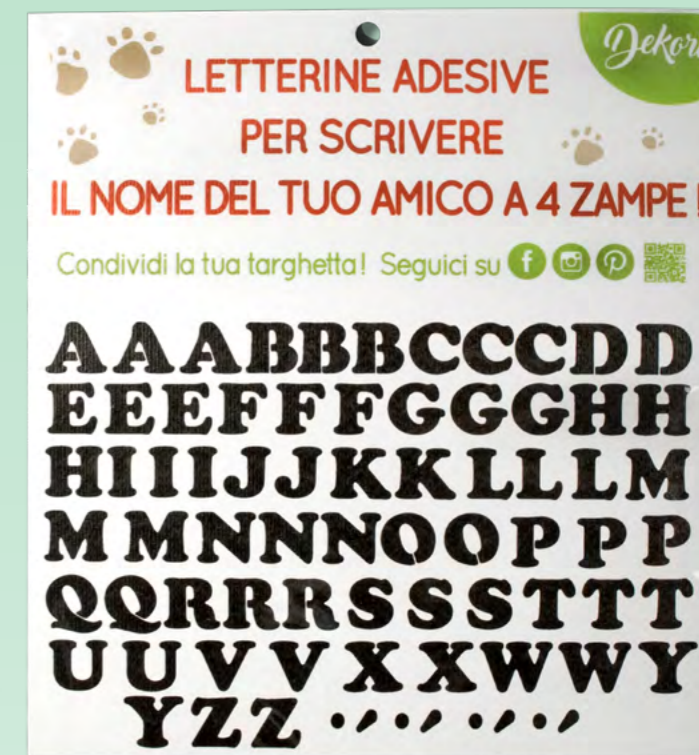 Dekor
LETTERINE ADESIVE
PER SCRIVERE
IL NOME DEL TUO AMICO A 4 ZAMPE !
Condividi la tua targhetta! Seguici su
AAABBBCCCDD
EEEFFFGGGHH
HIIIJJKKLLLM
MMNNNOOPPP
QQRRRSSSTTT
UUVVXXWWY
YZZ .'.''.'.'